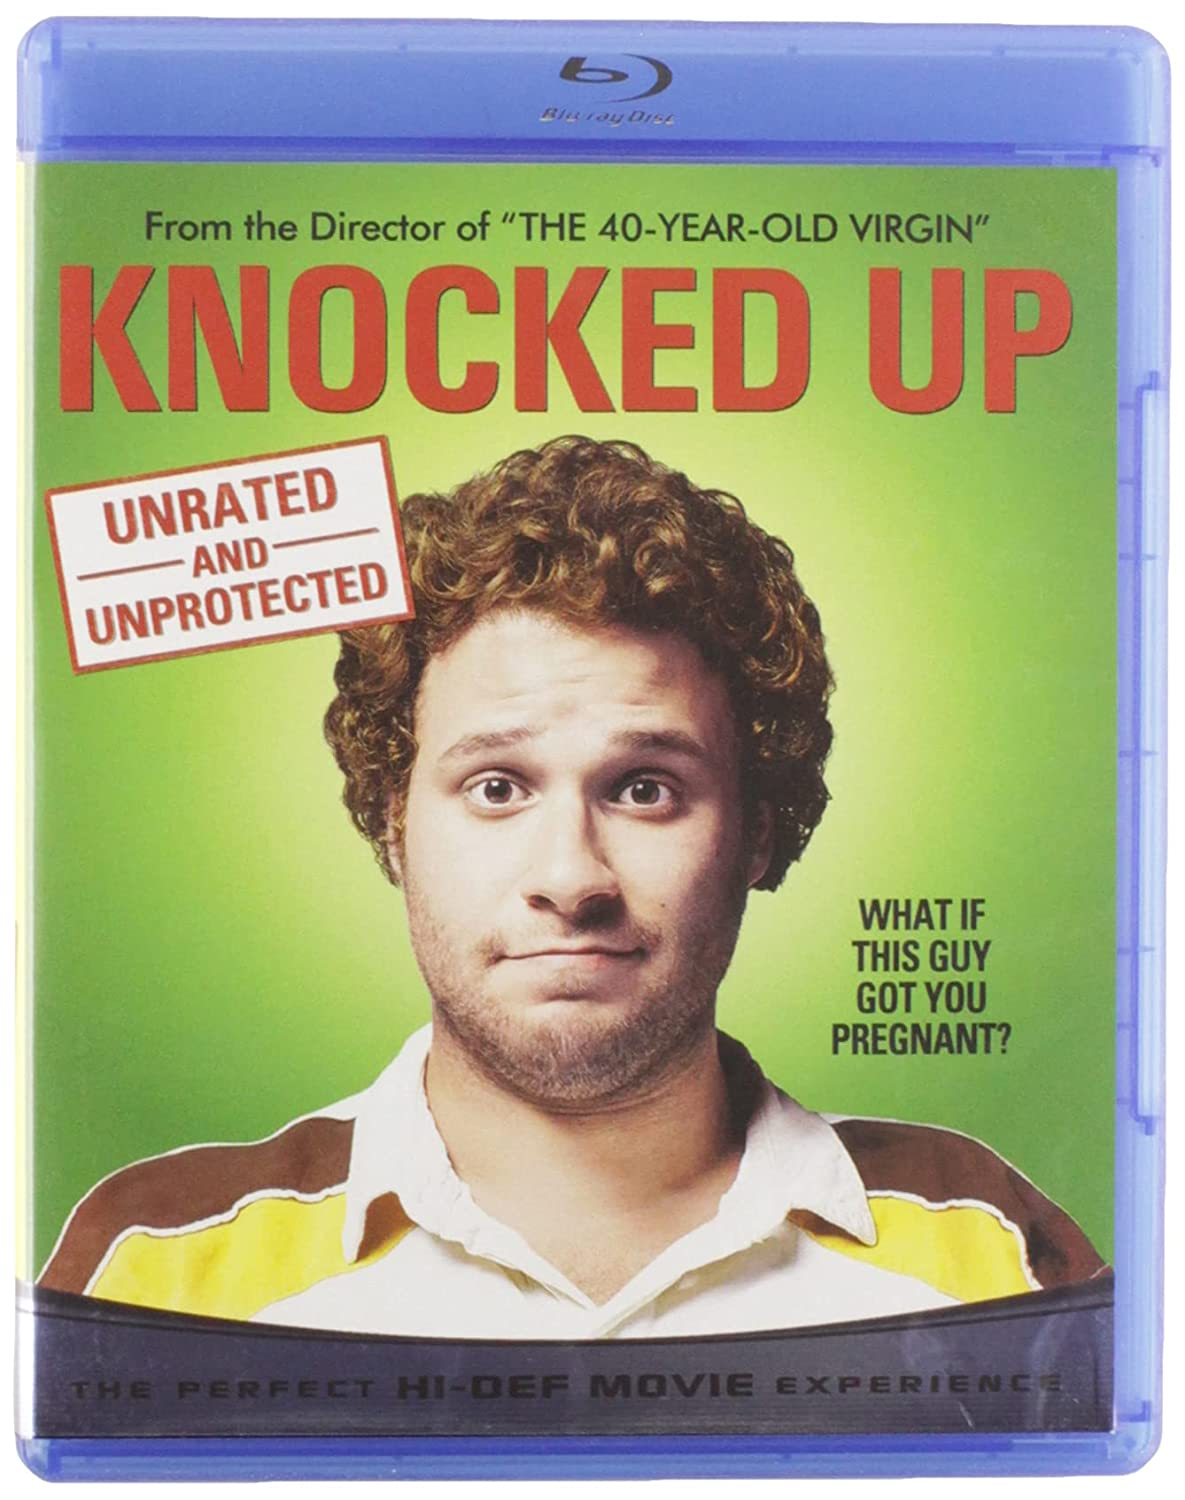 Blu-ray Disc
From the Director of “THE 40-YEAR-OLD VIRGIN”
KNOCKED UP
UNRATED
AND
UNPROTECTED
WHAT IF
THIS GUY
GOT YOU
PREGNANT?
THE PERFECT HI-DEF MOVIE EXPERIENCE